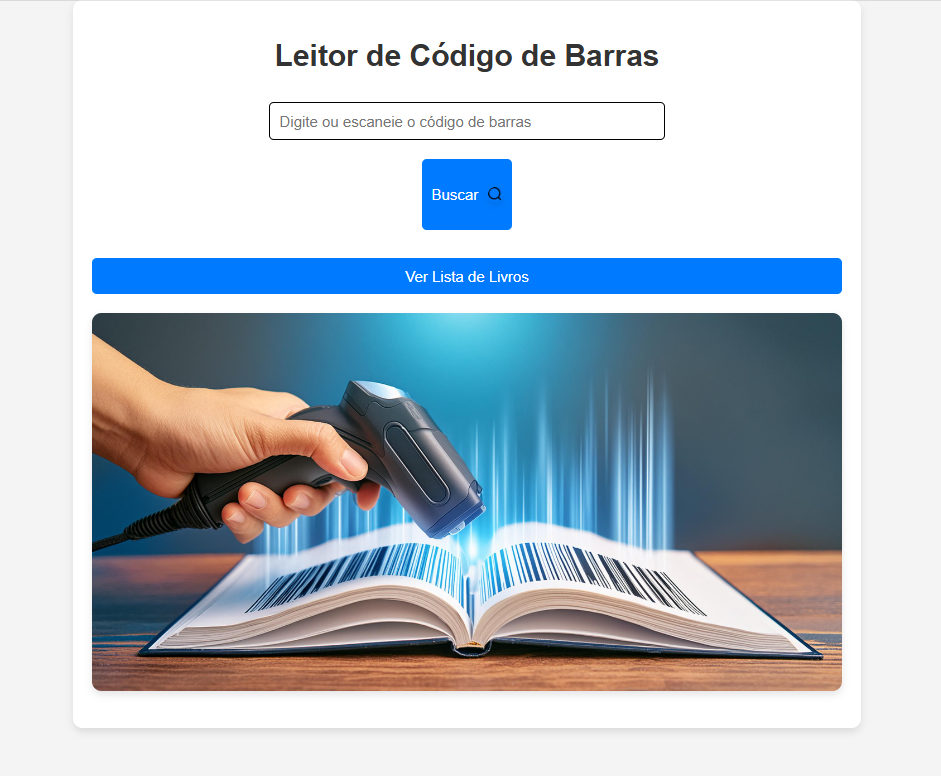 Leitor de Código de Barras
Digite ou escaneie o código de barras
Buscar
Ver Lista de Livros